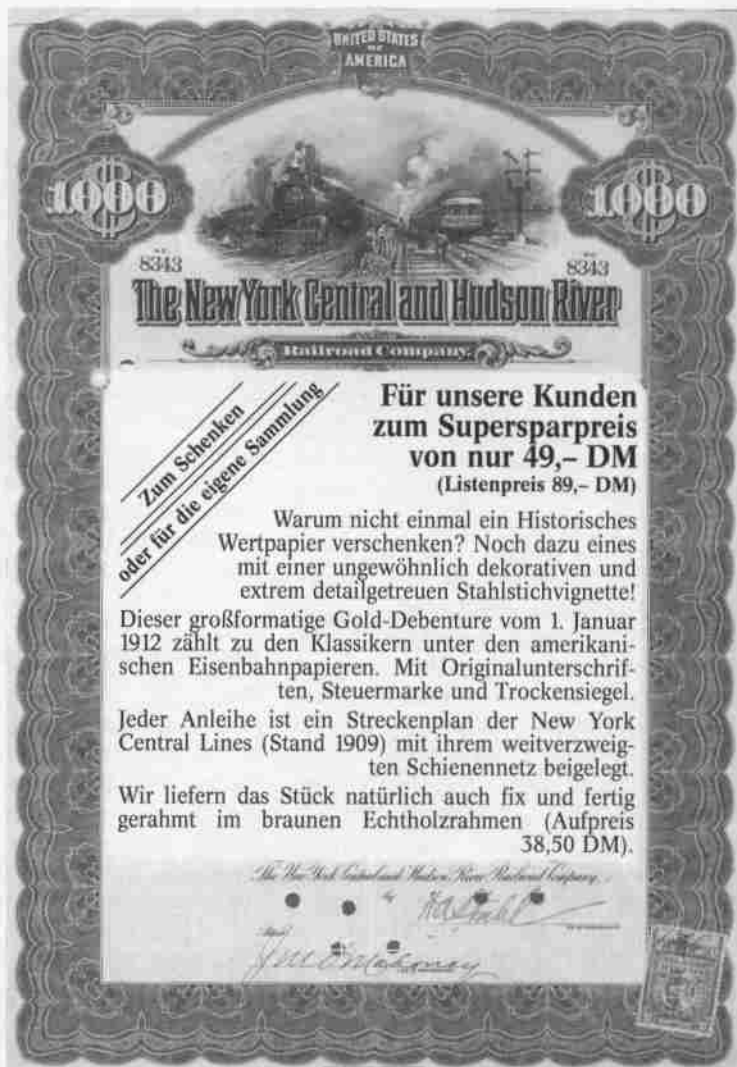 UNITED STATES
OF
AMERICA
$1000 $1000
No 8343 No 8343
The New York Central and Hudson River
Railroad Company
Zum Schenken
oder für die eigene Sammlung
Für unsere Kunden
zum Supersparpreis
von nur 49,– DM
(Listenpreis 89,– DM)
Warum nicht einmal ein Historisches
Wertpapier verschenken? Noch dazu eines
mit einer ungewöhnlich dekorativen und
extrem detailgetreuen Stahlstichvignette!
Dieser großformatige Gold-Debenture vom 1. Januar
1912 zählt zu den Klassikern unter den amerikani-
schen Eisenbahnpapieren. Mit Originalunterschrif-
ten, Steuermarke und Trockensiegel.
Jeder Anleihe ist ein Streckenplan der New York
Central Lines (Stand 1909) mit ihrem weitverzweig-
ten Schienennetz beigelegt.
Wir liefern das Stück natürlich auch fix und fertig
gerahmt im braunen Echtholzrahmen (Aufpreis
38,50 DM).
The New York Central and Hudson River Railroad Company,
by